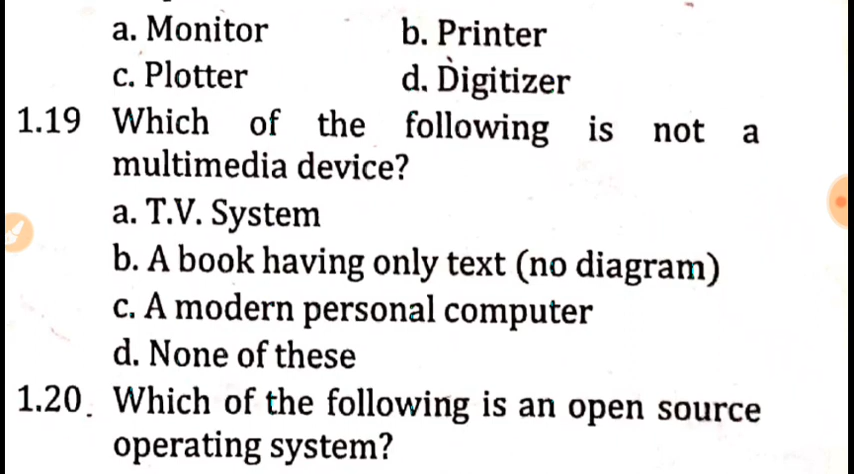 a. Monitor b. Printer
c. Plotter d. Digitizer
1.19 Which of the following is not a
multimedia device?
a. T.V. System
b. A book having only text (no diagram)
c. A modern personal computer
d. None of these
1.20. Which of the following is an open source
operating system?